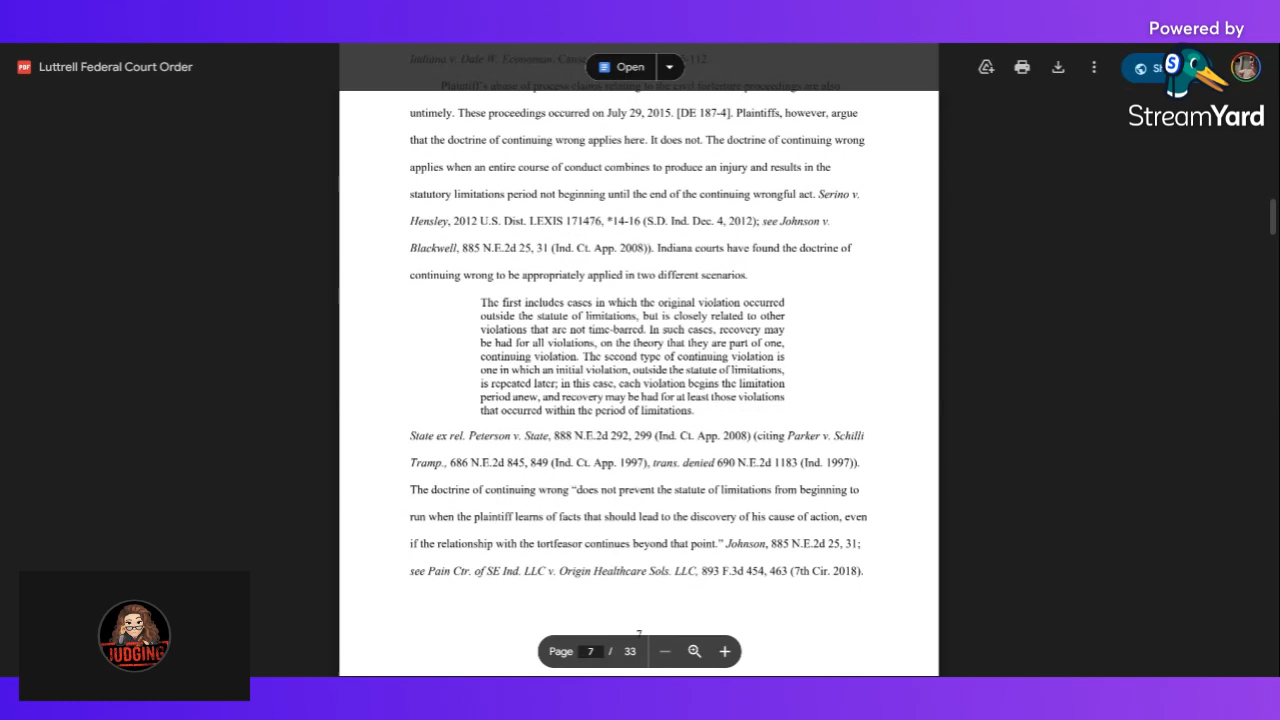 Powered by
StreamYard
Luttrell Federal Court Order
Open
Indiana v. Dale W. Economan,
-112.
Plaintiff's abuse of process claims relating to the civil forfeiture proceedings are also
untimely. These proceedings occurred on July 29, 2015. [DE 187-4]. Plaintiffs, however, argue
that the doctrine of continuing wrong applies here. It does not. The doctrine of continuing wrong
applies when an entire course of conduct combines to produce an injury and results in the
statutory limitations period not beginning until the end of the continuing wrongful act. Serino v.
Hensley, 2012 U.S. Dist. LEXIS 171476, *14-16 (S.D. Ind. Dec. 4, 2012); see Johnson v.
Blackwell, 885 N.E.2d 25, 31 (Ind. Ct. App. 2008)). Indiana courts have found the doctrine of
continuing wrong to be appropriately applied in two different scenarios.
The first includes cases in which the original violation occurred
outside the statute of limitations, but is closely related to other
violations that are not time-barred. In such cases, recovery may
be had for all violations, on the theory that they are part of one,
continuing violation. The second type of continuing violation is
one in which an initial violation, outside the statute of limitations,
is repeated later; in this case, each violation begins the limitation
period anew, and recovery may be had for at least those violations
that occurred within the period of limitations.
State ex rel. Peterson v. State, 888 N.E.2d 292, 299 (Ind. Ct. App. 2008) (citing Parker v. Schilli
Tramp., 686 N.E.2d 845, 849 (Ind. Ct. App. 1997), trans. denied 690 N.E.2d 1183 (Ind. 1997)).
The doctrine of continuing wrong “does not prevent the statute of limitations from beginning to
run when the plaintiff learns of facts that should lead to the discovery of his cause of action, even
if the relationship with the tortfeasor continues beyond that point.” Johnson, 885 N.E.2d 25, 31;
see Pain Ctr. of SE Ind. LLC v. Origin Healthcare Sols. LLC, 893 F.3d 454, 463 (7th Cir. 2018).
7
Page 7 / 33
JUDGING